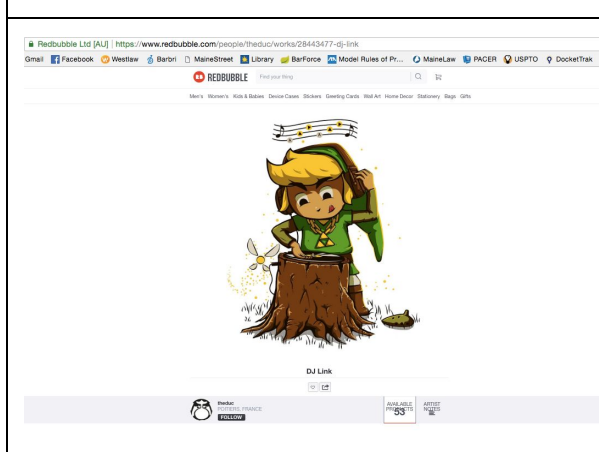 Redbubble Ltd [AU] | https://www.redbubble.com/people/theduc/works/28443477-dj-link
Gmail Facebook Westlaw Barbri MaineStreet Library BarForce Model Rules of Pr... MaineLaw PACER USPTO DocketTrak
REDBUBBLE Find your thing
Men's Women's Kids & Babies Device Cases Stickers Greeting Cards Wall Art Home Decor Stationery Bags Gifts
DJ Link
theduc
POITIERS, FRANCE
FOLLOW
AVAILABLE PRODUCTS
53
ARTIST NOTES